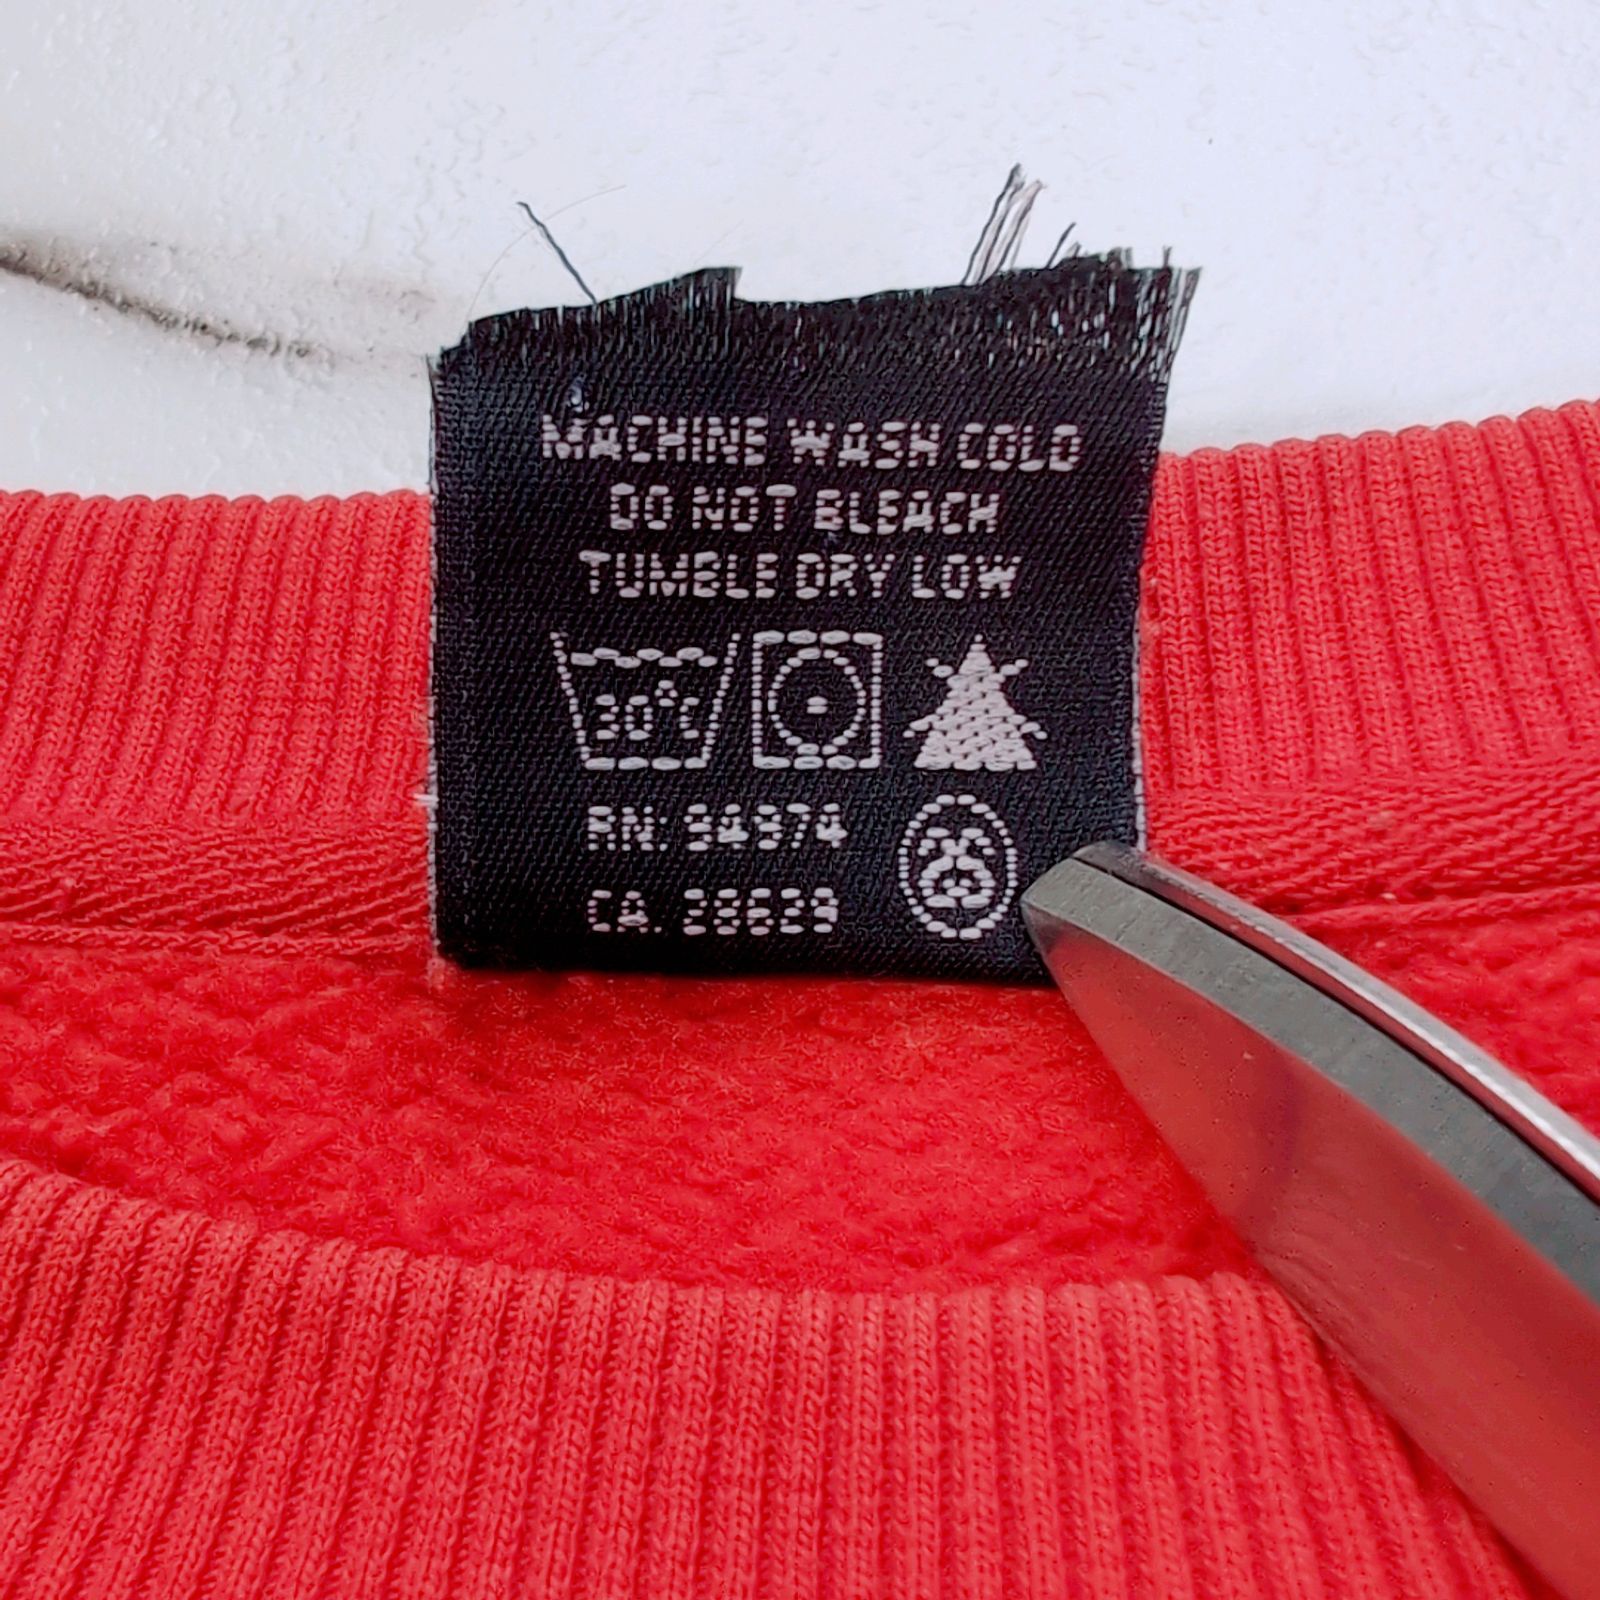 MACHINE WASH COLD
DO NOT BLEACH
TUMBLE DRY LOW
30°C
RN: 94974
CA. 28629